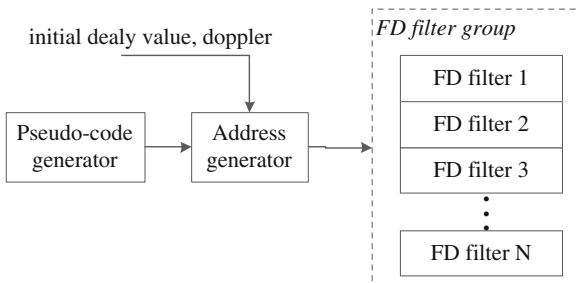 initial dealy value, doppler
FD filter group
FD filter 1
FD filter 2
FD filter 3
FD filter N
Pseudo-code
generator
Address
generator